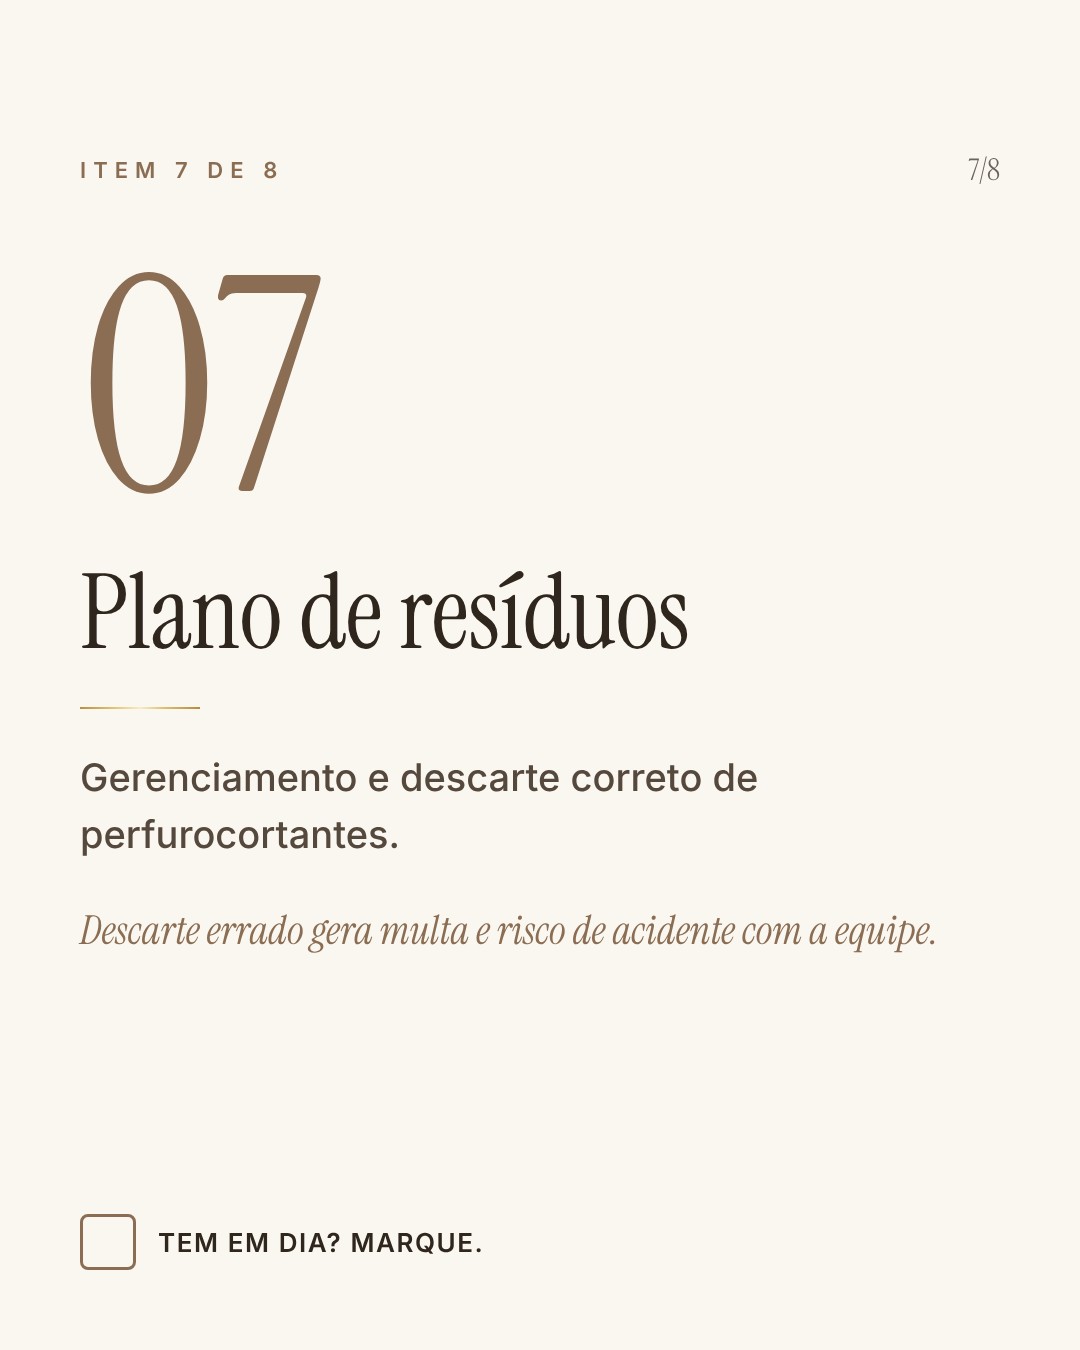 ITEM 7 DE 8
7/8
07
Plano de resíduos
Gerenciamento e descarte correto de
perfurocortantes.
Descarte errado gera multa e risco de acidente com a equipe.
TEM EM DIA? MARQUE.